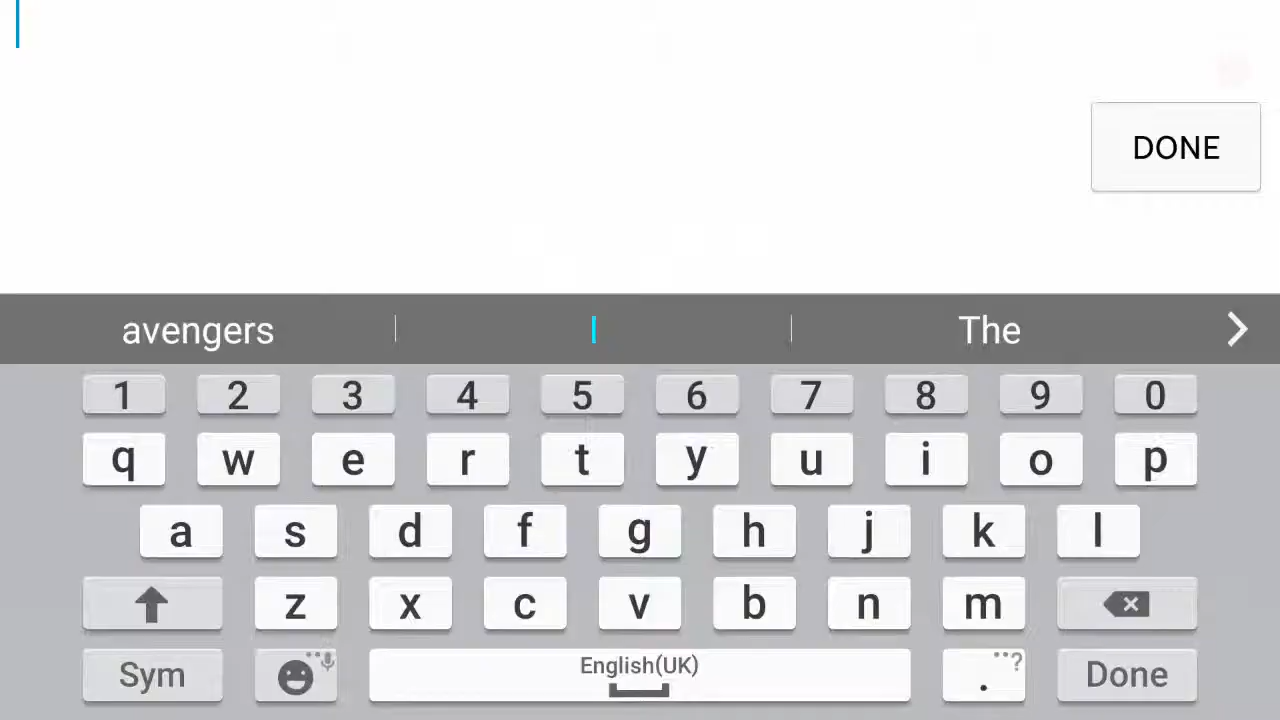 DONE
avengers The
1 2 3 4 5 6 7 8 9 0
q w e r t y u i o p
a s d f g h j k l
z x c v b n m
Sym English(UK) . ? Done